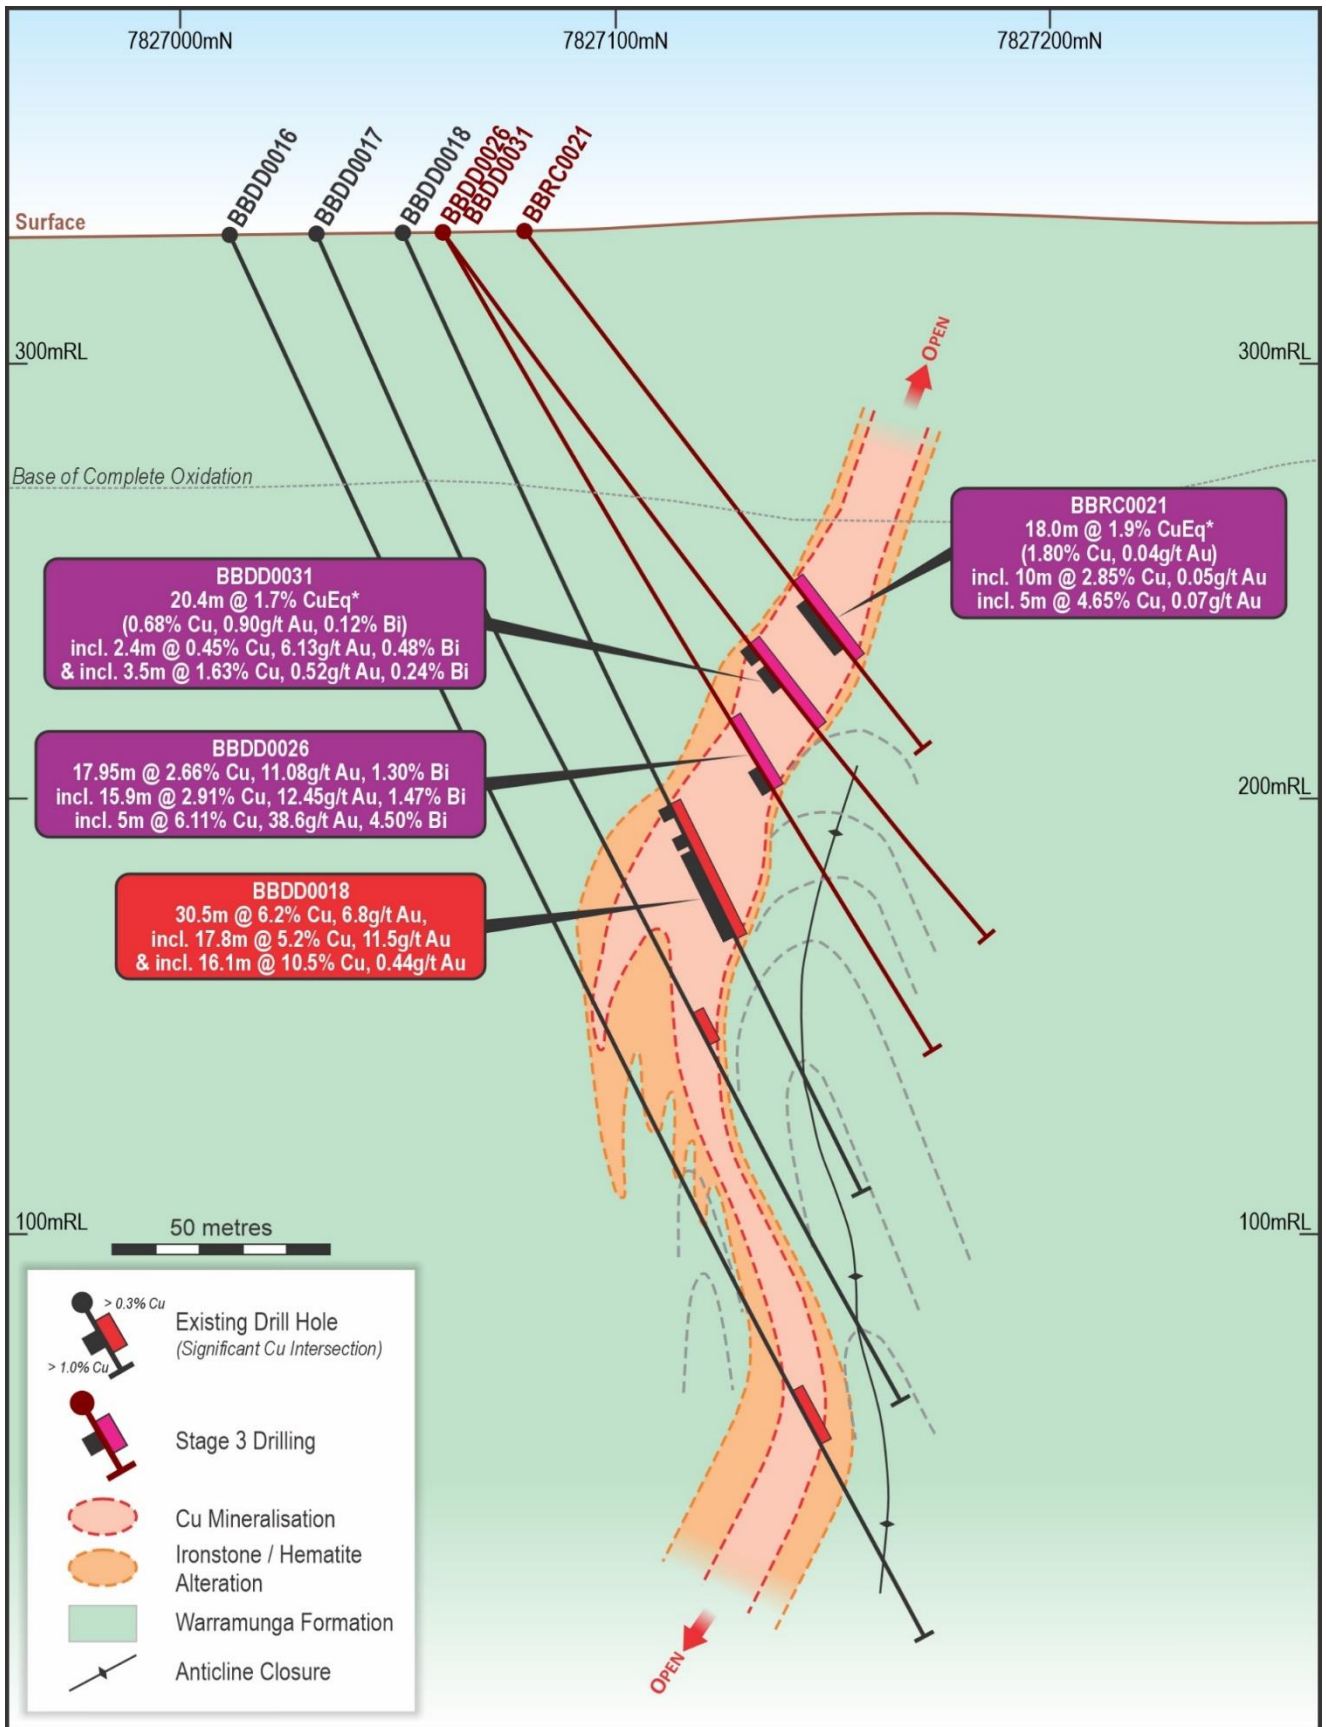 7827000mN
7827100mN
7827200mN
BBDD0016
BBDD0017
BBDD0018
BBDD0026
BBDD0031
BBRC0021
Surface
OPEN
300mRL
300mRL
Base of Complete Oxidation
BBRC0021
18.0m @ 1.9% CuEq*
(1.80% Cu, 0.04g/t Au)
incl. 10m @ 2.85% Cu, 0.05g/t Au
incl. 5m @ 4.65% Cu, 0.07g/t Au
BBDD0031
20.4m @ 1.7% CuEq*
(0.68% Cu, 0.90g/t Au, 0.12% Bi)
incl. 2.4m @ 0.45% Cu, 6.13g/t Au, 0.48% Bi
& incl. 3.5m @ 1.63% Cu, 0.52g/t Au, 0.24% Bi
BBDD0026
17.95m @ 2.66% Cu, 11.08g/t Au, 1.30% Bi
incl. 15.9m @ 2.91% Cu, 12.45g/t Au, 1.47% Bi
incl. 5m @ 6.11% Cu, 38.6g/t Au, 4.50% Bi
200mRL
BBDD0018
30.5m @ 6.2% Cu, 6.8g/t Au,
incl. 17.8m @ 5.2% Cu, 11.5g/t Au
& incl. 16.1m @ 10.5% Cu, 0.44g/t Au
100mRL
100mRL
50 metres
> 0.3% Cu
Existing Drill Hole
(Significant Cu Intersection)
> 1.0% Cu
Stage 3 Drilling
Cu Mineralisation
Ironstone / Hematite
Alteration
Warramunga Formation
Anticline Closure
OPEN